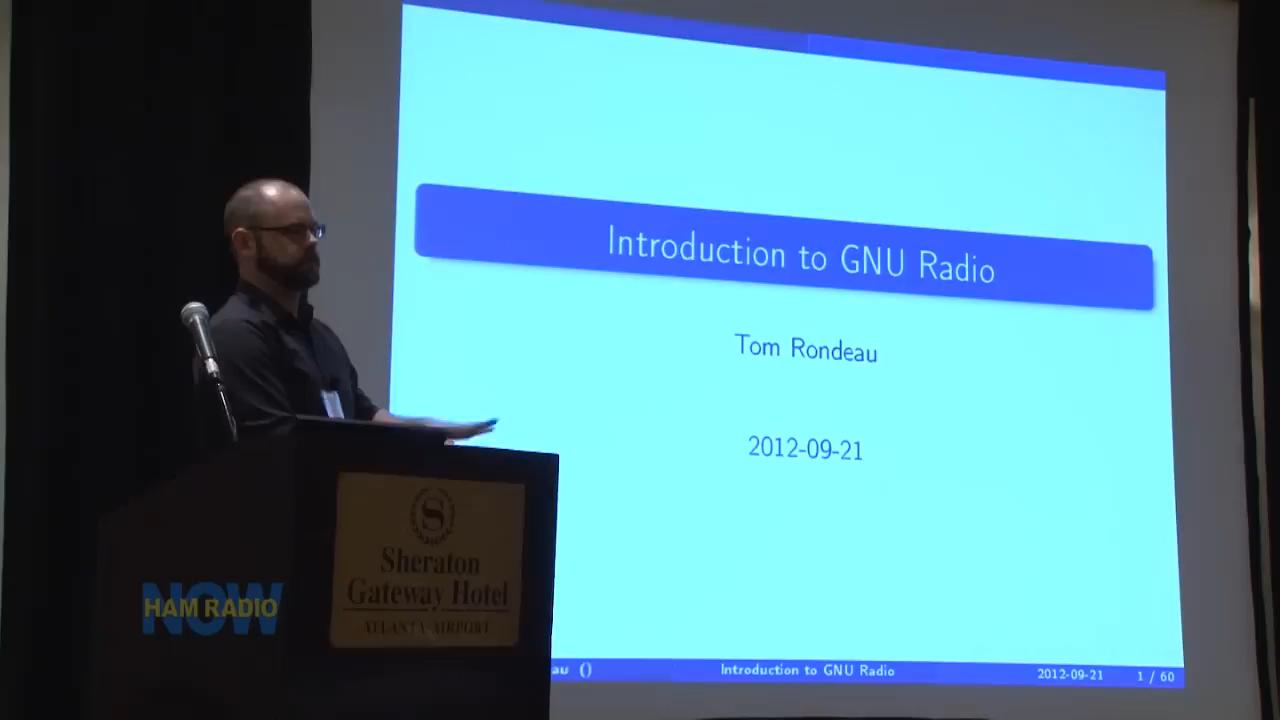 Introduction to GNU Radio
Tom Rondeau
2012-09-21
au () Introduction to GNU Radio 2012-09-21 1 / 60
S
Sheraton
Gateway Hotel
ATLANTA AIRPORT
NOW
HAM RADIO